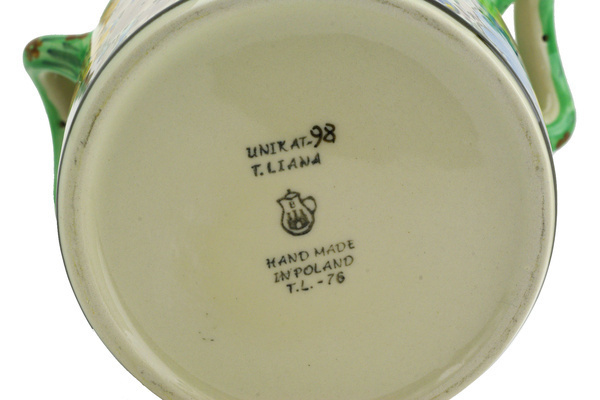 UNIKAT-98
T. LIANA
HAND MADE
IN POLAND
T.L.-76